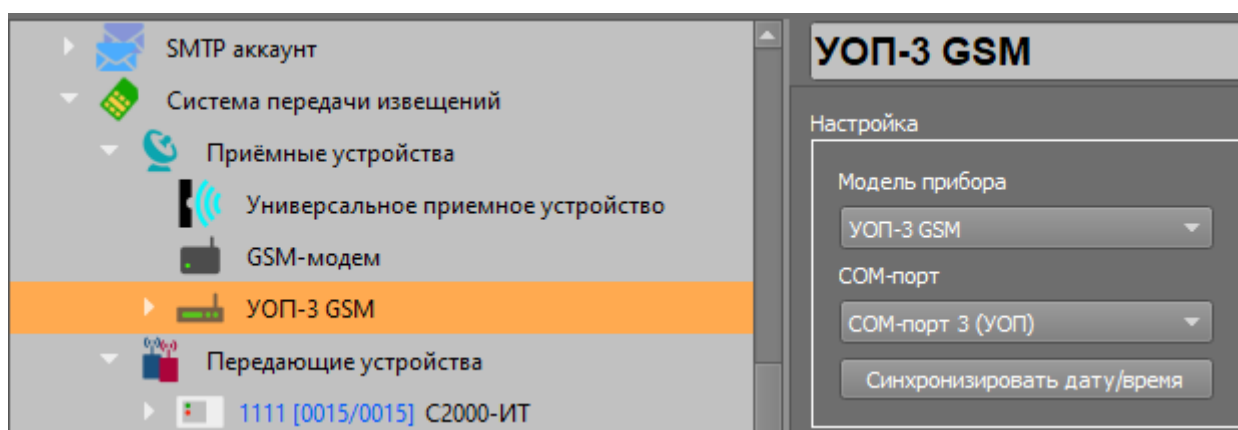 SMTP аккаунт
Система передачи извещений
Приёмные устройства
Универсальное приемное устройство
GSM-модем
УОП-3 GSM
Передающие устройства
1111 [0015/0015] С2000-ИТ
УОП-3 GSM
Настройка
Модель прибора
УОП-3 GSM
COM-порт
COM-порт 3 (УОП)
Синхронизировать дату/время